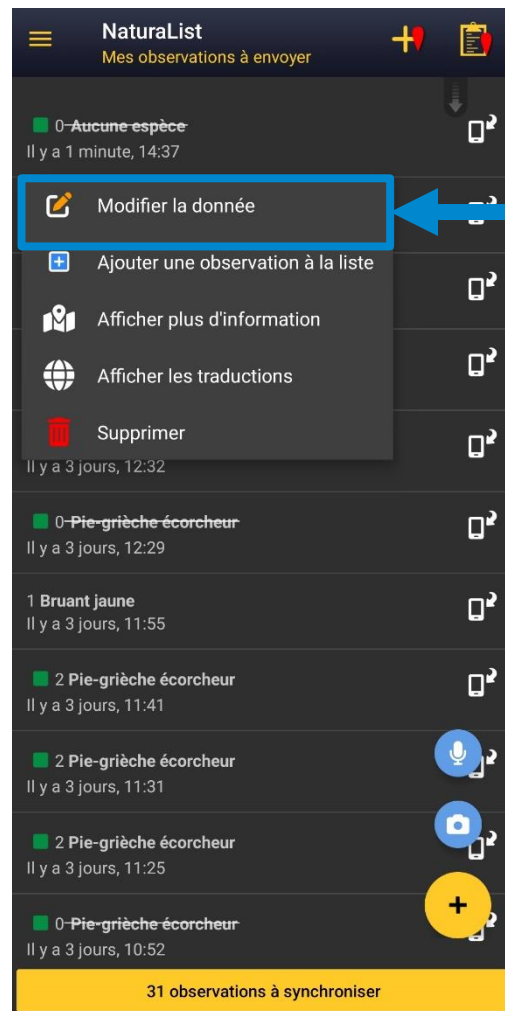 NaturaList
Mes observations à envoyer
0 Aucune espèce
Il y a 1 minute, 14:37
Modifier la donnée
Ajouter une observation à la liste
Afficher plus d'information
Afficher les traductions
Supprimer
Il y a 3 jours, 12:32
0 Pie-grièche écorcheur
Il y a 3 jours, 12:29
1 Bruant jaune
Il y a 3 jours, 11:55
2 Pie-grièche écorcheur
Il y a 3 jours, 11:41
2 Pie-grièche écorcheur
Il y a 3 jours, 11:31
2 Pie-grièche écorcheur
Il y a 3 jours, 11:25
0 Pie-grièche écorcheur
Il y a 3 jours, 10:52
31 observations à synchroniser